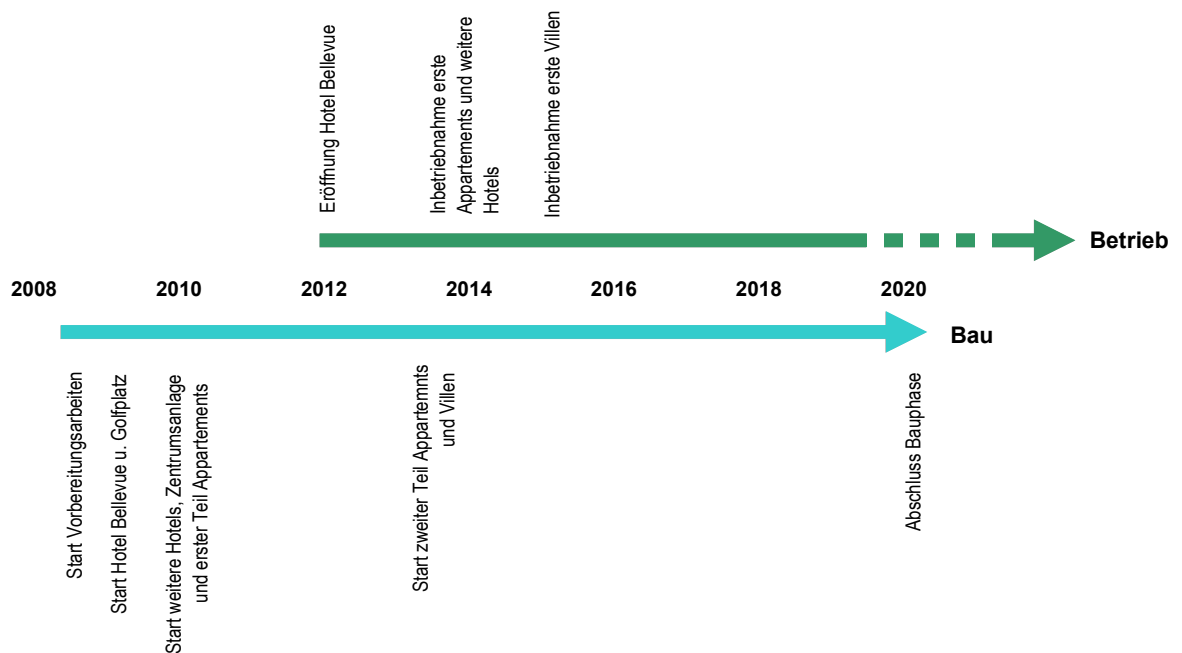 Eröffnung Hotel Bellevue
Inbetriebnahme erste
Appartements und weitere
Hotels
Inbetriebnahme erste Villen
Betrieb
2008 2010 2012 2014 2016 2018 2020
Bau
Start Vorbereitungsarbeiten
Start Hotel Bellevue u. Golfplatz
Start weitere Hotels, Zentrumsanlage
und erster Teil Appartements
Start zweiter Teil Appartemnts
und Villen
Abschluss Bauphase